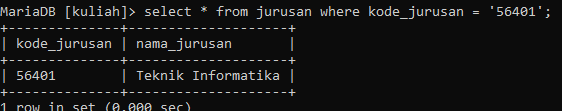 MariaDB [kuliah]> select * from jurusan where kode_jurusan = '56401';
+--------------+--------------------+
| kode_jurusan | nama_jurusan       |
+--------------+--------------------+
| 56401        | Teknik Informatika |
+--------------+--------------------+
1 row in set (0.000 sec)